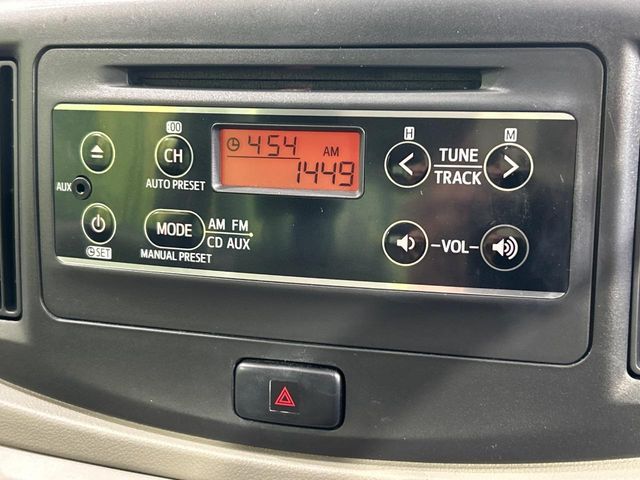 :00
H
M
CH
454
AM
1449
TUNE
TRACK
AUX
AUTO PRESET
MODE
AM FM
CD AUX
-VOL-
SET
MANUAL PRESET